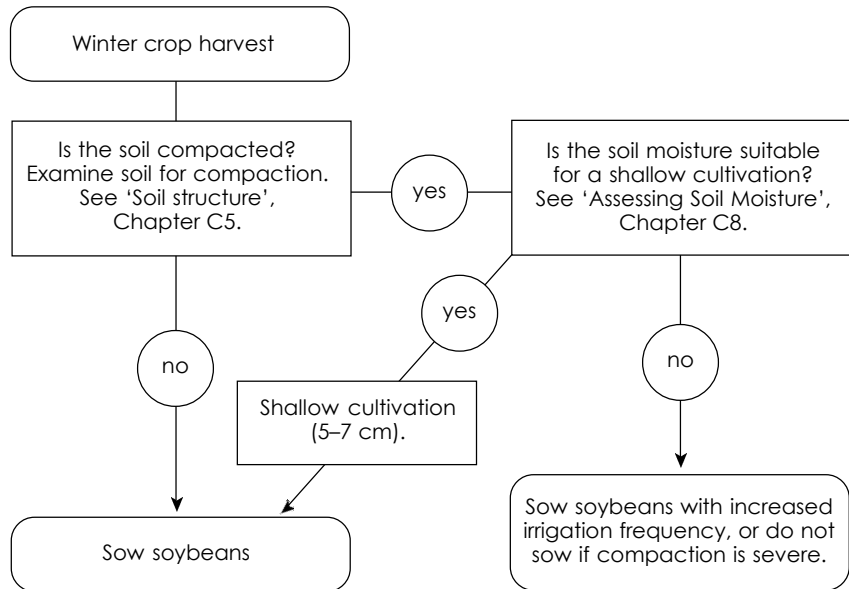 Winter crop harvest
Is the soil compacted?
Examine soil for compaction.
See ‘Soil structure’,
Chapter C5.
yes
Is the soil moisture suitable
for a shallow cultivation?
See ‘Assessing Soil Moisture’,
Chapter C8.
yes
no
no
Shallow cultivation
(5–7 cm).
Sow soybeans
Sow soybeans with increased
irrigation frequency, or do not
sow if compaction is severe.